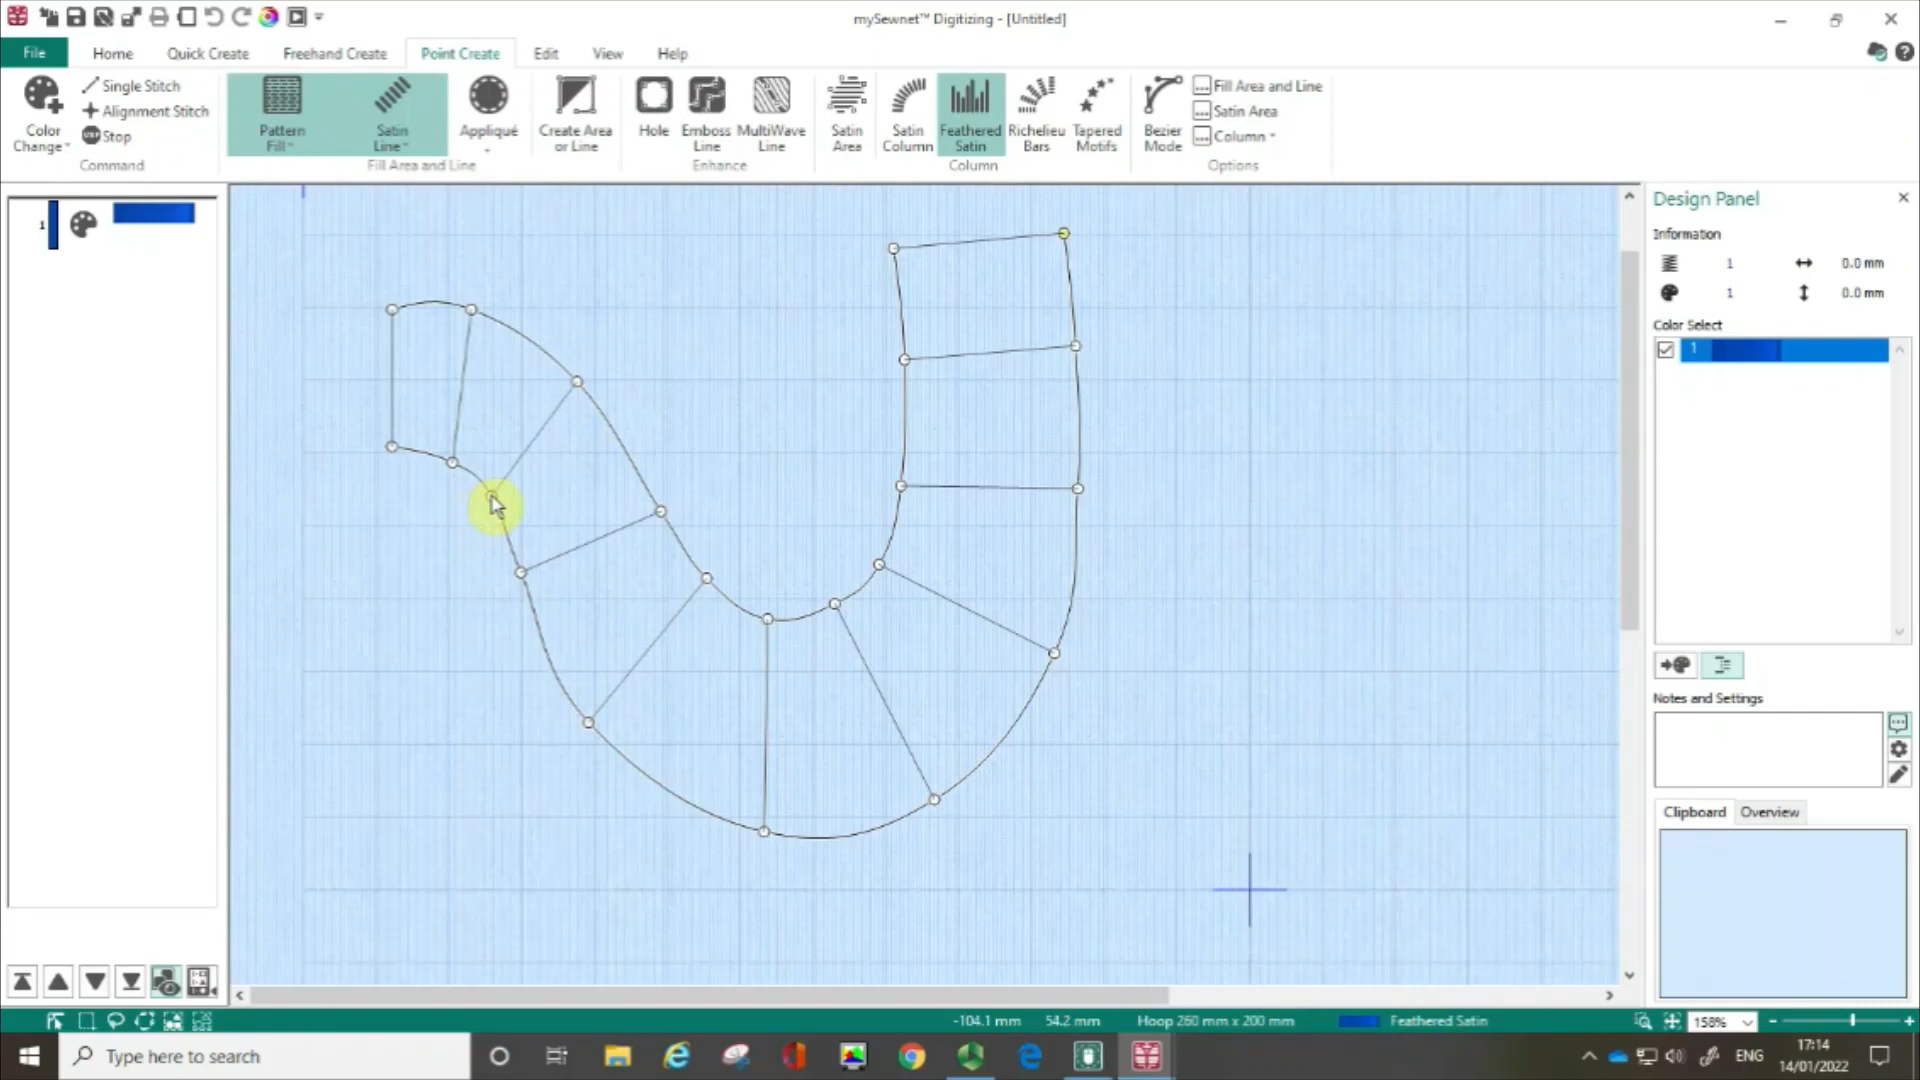 mySewnet™ Digitizing - [Untitled]
File Home Quick Create Freehand Create Point Create Edit View Help
Color Change
Single Stitch
Alignment Stitch
Stop
Command
Pattern Fill
Satin Line
Appliqué
Create Area or Line
Fill Area and Line
Hole
Emboss Line
MultiWave Line
Enhance
Satin Area
Satin Column
Feathered Satin
Richelieu Bars
Tapered Motifs
Column
Bezier Mode
Fill Area and Line
Satin Area
Column
Options
1
Design Panel
Information
1 0.0 mm
1 0.0 mm
Color Select
1
Notes and Settings
Clipboard Overview
-104.1 mm 54.2 mm Hoop 260 mm x 200 mm Feathered Satin 158%
Type here to search
ENG
17:14
14/01/2022